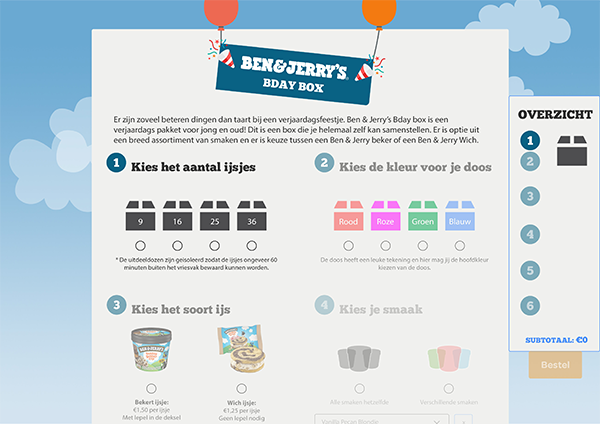 BEN & JERRY'S
BDAY BOX
Er zijn zoveel beteren dingen dan taart bij een verjaardagsfeestje. Ben & Jerry's Bday box is een
verjaardags pakket voor jong en oud! Dit is een box die je helemaal zelf kan samenstellen. Er is optie uit
een breed assortiment van smaken en er is keuze tussen een Ben & Jerry beker of een Ben & Jerry Wich.
1 Kies het aantal ijsjes
9 16 25 36
* De uitdeeldozen zijn geïsoleerd zodat de ijsjes ongeveer 60
minuten buiten het vriesvak bewaard kunnen worden.
2 Kies de kleur voor je doos
Rood Roze Groen Blauw
De doos heeft een leuke tekening en hier mag jij de hoofdkleur
kiezen van de doos.
3 Kies het soort ijs
BEN & JERRY'S
Bekert ijsje:
€1,50 per ijsje
Met lepel in de deksel
Wich ijsje:
€1,25 per ijsje
Geen lepel nodig
4 Kies je smaak
Alle smaken hetzelfde
Verschillende smaken
Vanilla Pecan Blondie
OVERZICHT
1
2
3
4
5
6
SUBTOTAAL: €0
Bestel